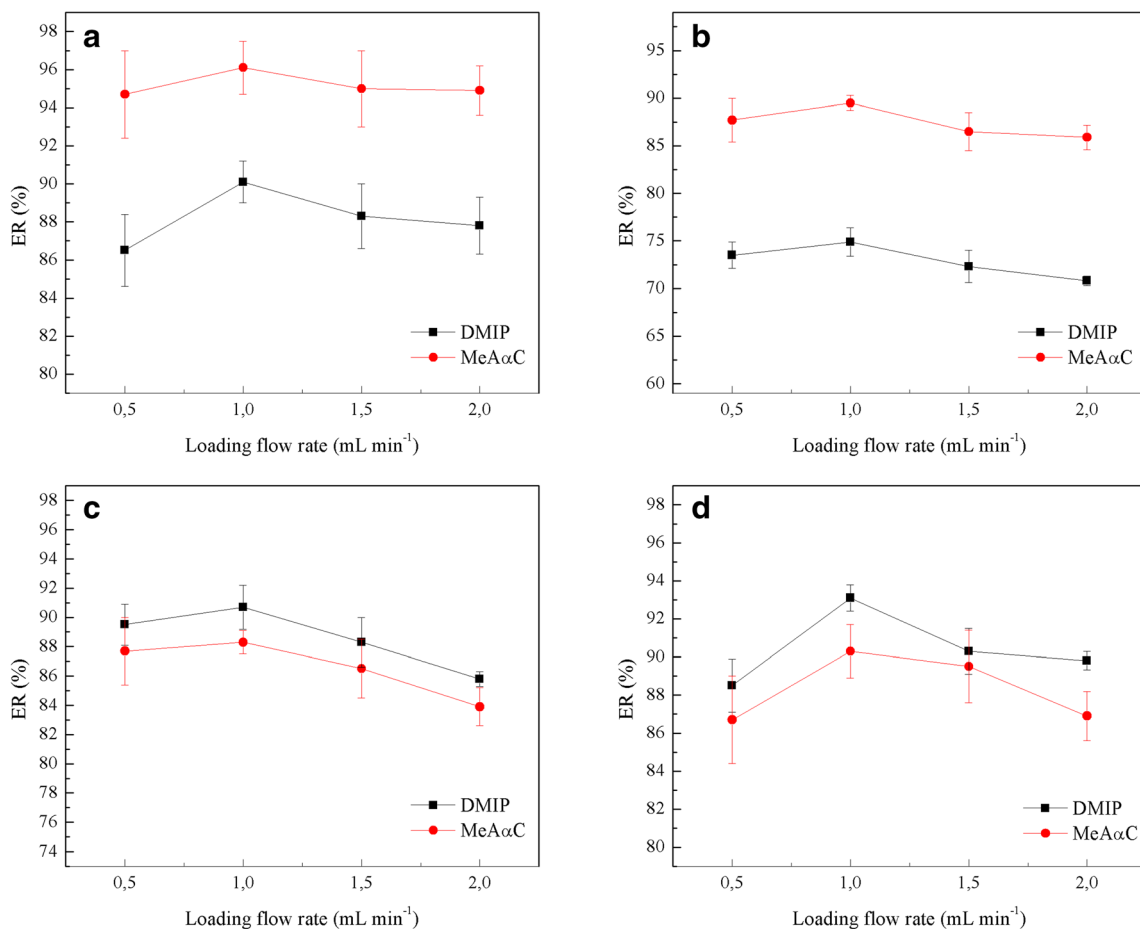 a
98
96
94
92
90
88
86
84
82
80
ER (%)
DMIP
MeAαC
0,5 1,0 1,5 2,0
Loading flow rate (mL min⁻¹)
b
95
90
85
80
75
70
65
60
ER (%)
DMIP
MeAαC
0,5 1,0 1,5 2,0
Loading flow rate (mL min⁻¹)
c
98
96
94
92
90
88
86
84
82
80
78
76
74
ER (%)
DMIP
MeAαC
0,5 1,0 1,5 2,0
Loading flow rate (mL min⁻¹)
d
98
96
94
92
90
88
86
84
82
80
ER (%)
DMIP
MeAαC
0,5 1,0 1,5 2,0
Loading flow rate (mL min⁻¹)